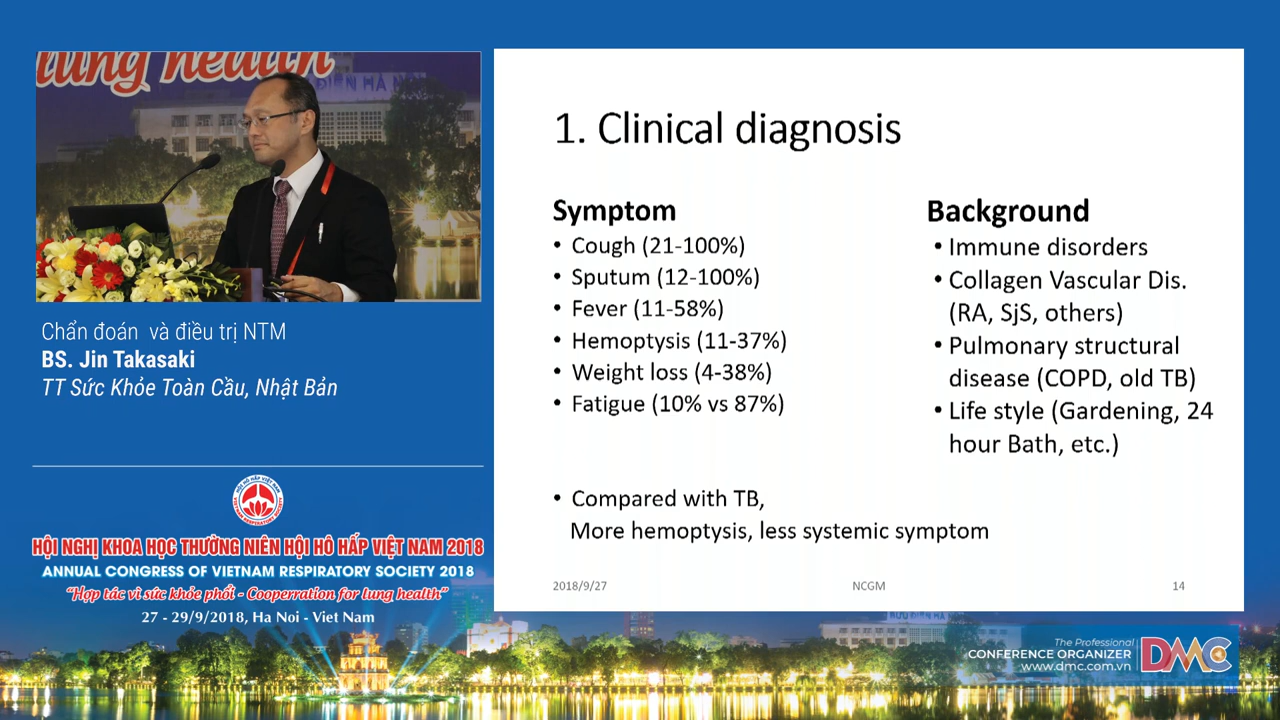 lung health
Chẩn đoán và điều trị NTM
BS. Jin Takasaki
TT Sức Khỏe Toàn Cầu, Nhật Bản
HỘI NGHỊ KHOA HỌC THƯỜNG NIÊN HỘI HÔ HẤP VIỆT NAM 2018
ANNUAL CONGRESS OF VIETNAM RESPIRATORY SOCIETY 2018
“Hợp tác vì sức khỏe phổi - Cooperration for lung health”
27 - 29/9/2018, Ha Noi - Viet Nam
1. Clinical diagnosis
Symptom
• Cough (21-100%)
• Sputum (12-100%)
• Fever (11-58%)
• Hemoptysis (11-37%)
• Weight loss (4-38%)
• Fatigue (10% vs 87%)
Background
• Immune disorders
• Collagen Vascular Dis.
(RA, SjS, others)
• Pulmonary structural
disease (COPD, old TB)
• Life style (Gardening, 24
hour Bath, etc.)
• Compared with TB,
More hemoptysis, less systemic symptom
2018/9/27
NCGM
14
The Professional
CONFERENCE ORGANIZER
www.dmc.com.vn
DMC